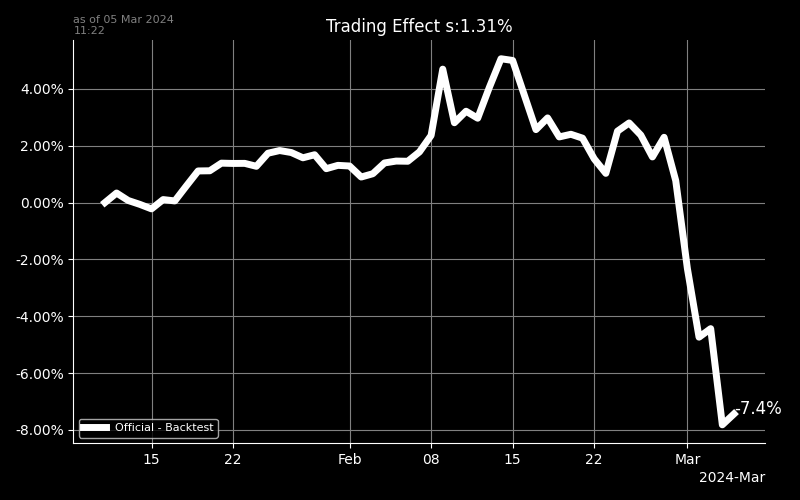 as of 05 Mar 2024
11:22
Trading Effect s:1.31%
4.00%
2.00%
0.00%
-2.00%
-4.00%
-6.00%
-8.00%
-7.4%
Official - Backtest
15 22 Feb 08 15 22 Mar
2024-Mar